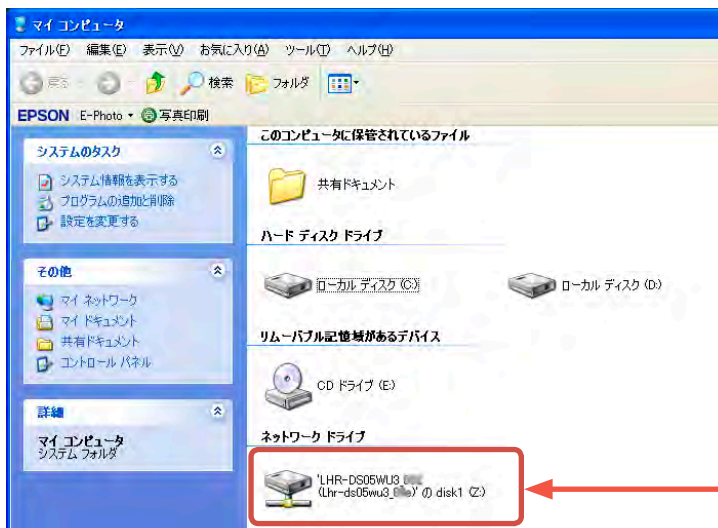 マイ コンピュータ
ファイル(F) 編集(E) 表示(V) お気に入り(A) ツール(T) ヘルプ(H)
戻る 検索 フォルダ
EPSON E-Photo 写真印刷
システムのタスク
システム情報を表示する
プログラムの追加と削除
設定を変更する
その他
マイ ネットワーク
マイ ドキュメント
共有ドキュメント
コントロール パネル
詳細
マイ コンピュータ
システム フォルダ
このコンピュータに保管されているファイル
共有ドキュメント
ハード ディスク ドライブ
ローカル ディスク (C:)
ローカル ディスク (D:)
リムーバブル記憶域があるデバイス
CD ドライブ (E:)
ネットワーク ドライブ
'LHR-DS05WU3_
(Lhr-ds05wu3_ )' の disk1 (Z:)